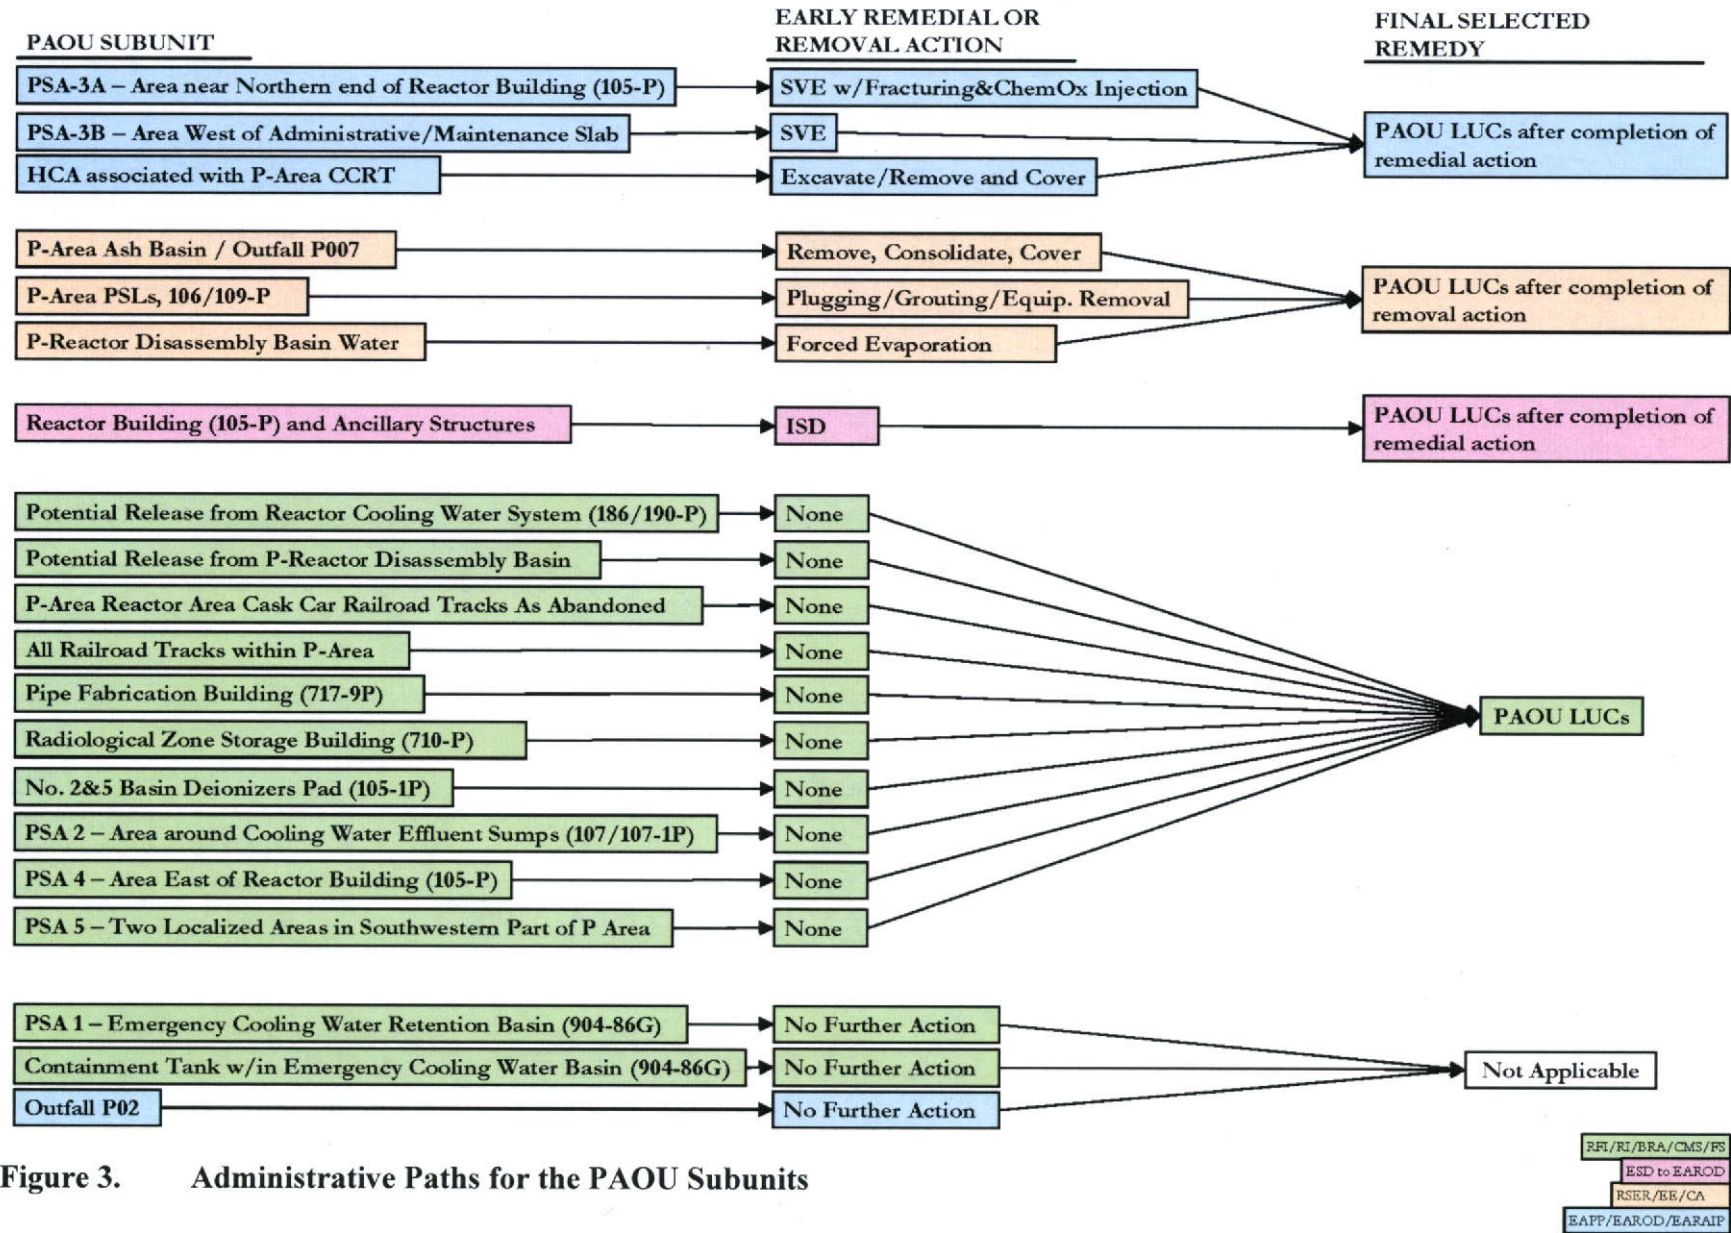 PAOU SUBUNIT
EARLY REMEDIAL OR
REMOVAL ACTION
FINAL SELECTED
REMEDY
PSA-3A – Area near Northern end of Reactor Building (105-P)
SVE w/Fracturing&ChemOx Injection
PSA-3B – Area West of Administrative/Maintenance Slab
SVE
HCA associated with P-Area CCRT
Excavate/Remove and Cover
PAOU LUCs after completion of
remedial action
P-Area Ash Basin / Outfall P007
Remove, Consolidate, Cover
P-Area PSLs, 106/109-P
Plugging/Grouting/Equip. Removal
P-Reactor Disassembly Basin Water
Forced Evaporation
PAOU LUCs after completion of
removal action
Reactor Building (105-P) and Ancillary Structures
ISD
PAOU LUCs after completion of
remedial action
Potential Release from Reactor Cooling Water System (186/190-P)
None
Potential Release from P-Reactor Disassembly Basin
None
P-Area Reactor Area Cask Car Railroad Tracks As Abandoned
None
All Railroad Tracks within P-Area
None
Pipe Fabrication Building (717-9P)
None
Radiological Zone Storage Building (710-P)
None
No. 2&5 Basin Deionizers Pad (105-1P)
None
PSA 2 – Area around Cooling Water Effluent Sumps (107/107-1P)
None
PSA 4 – Area East of Reactor Building (105-P)
None
PSA 5 – Two Localized Areas in Southwestern Part of P Area
None
PAOU LUCs
PSA 1 – Emergency Cooling Water Retention Basin (904-86G)
No Further Action
Containment Tank w/in Emergency Cooling Water Basin (904-86G)
No Further Action
Outfall P02
No Further Action
Not Applicable
RFI/RI/BRA/CMS/FS
ESD to EAROD
RSER/EE/CA
EAPP/EAROD/EARAIP
Figure 3. Administrative Paths for the PAOU Subunits